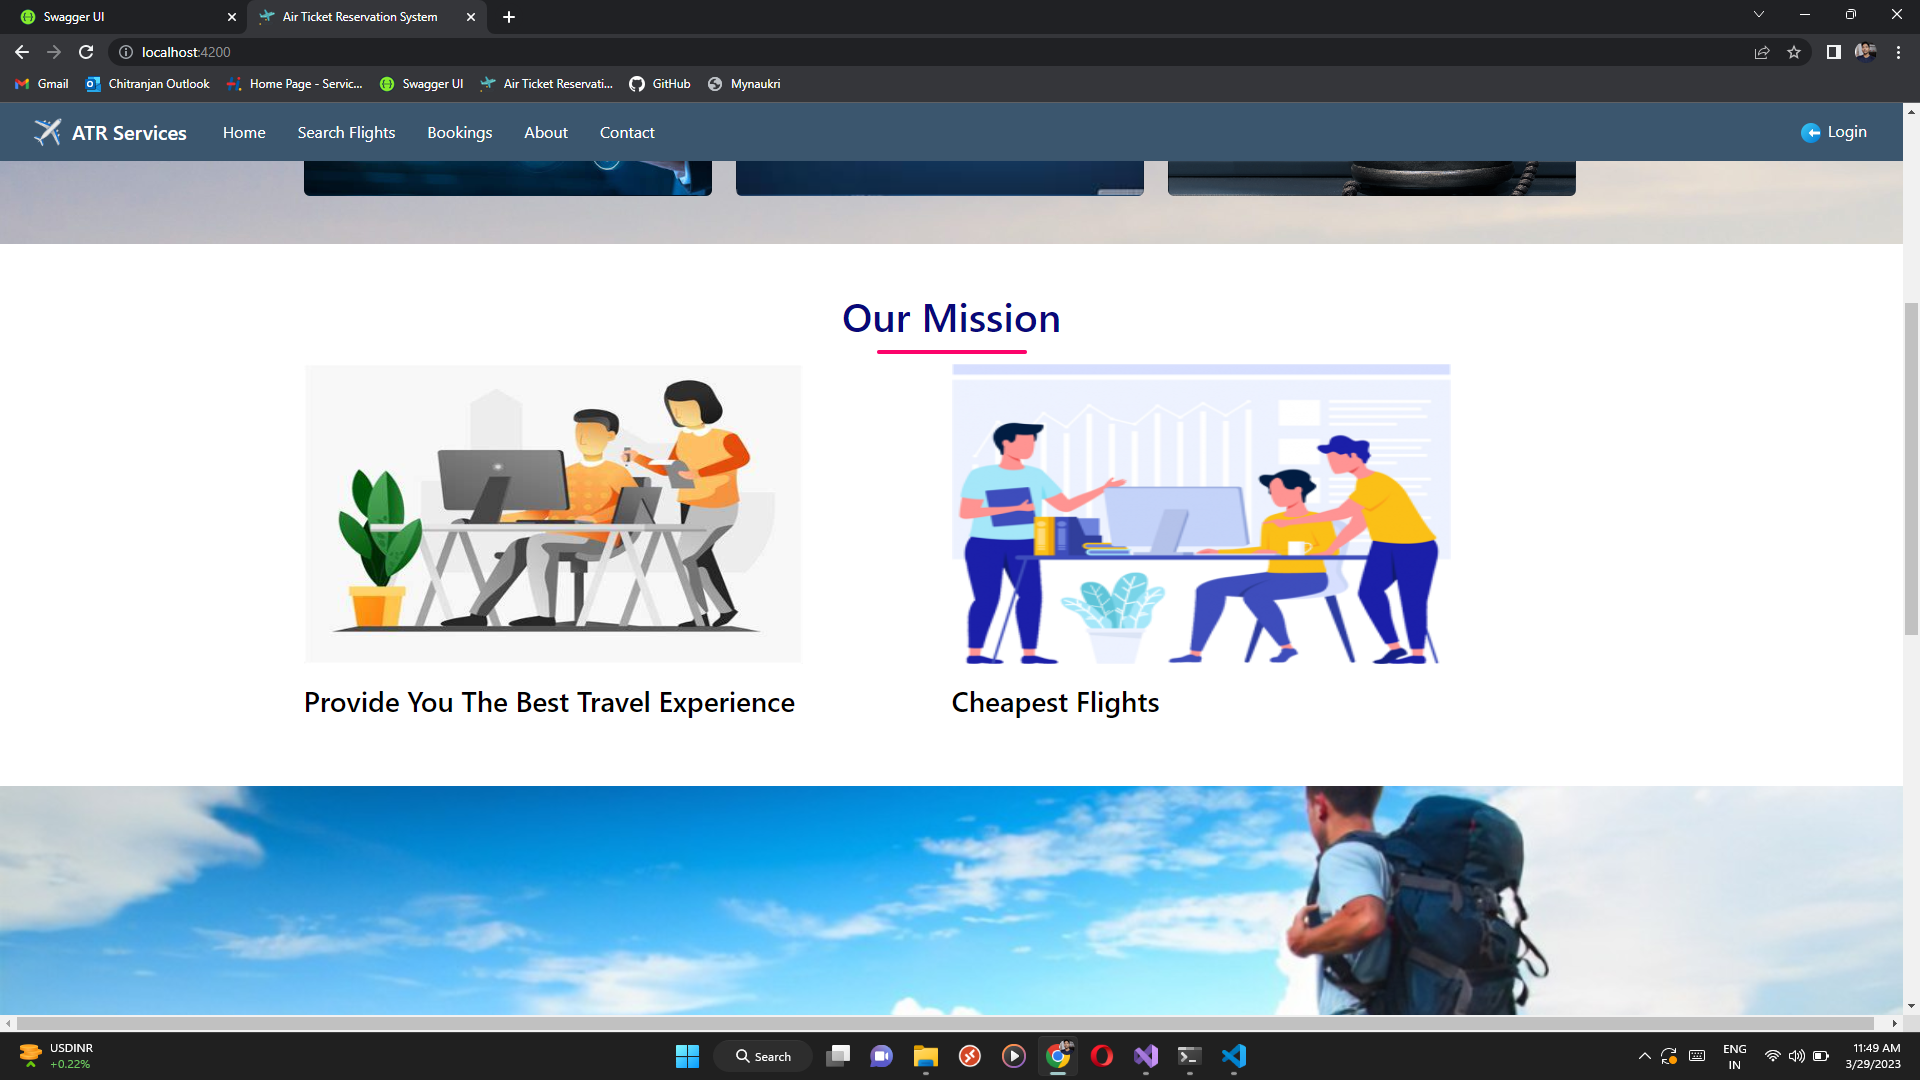 Swagger UI
Air Ticket Reservation System
localhost:4200
Gmail
Chitranjan Outlook
Home Page - Servic...
Swagger UI
Air Ticket Reservati...
GitHub
Mynaukri
ATR Services
Home
Search Flights
Bookings
About
Contact
Login
Our Mission
Provide You The Best Travel Experience
Cheapest Flights
USDINR
+0.22%
Search
ENG
IN
11:49 AM
3/29/2023